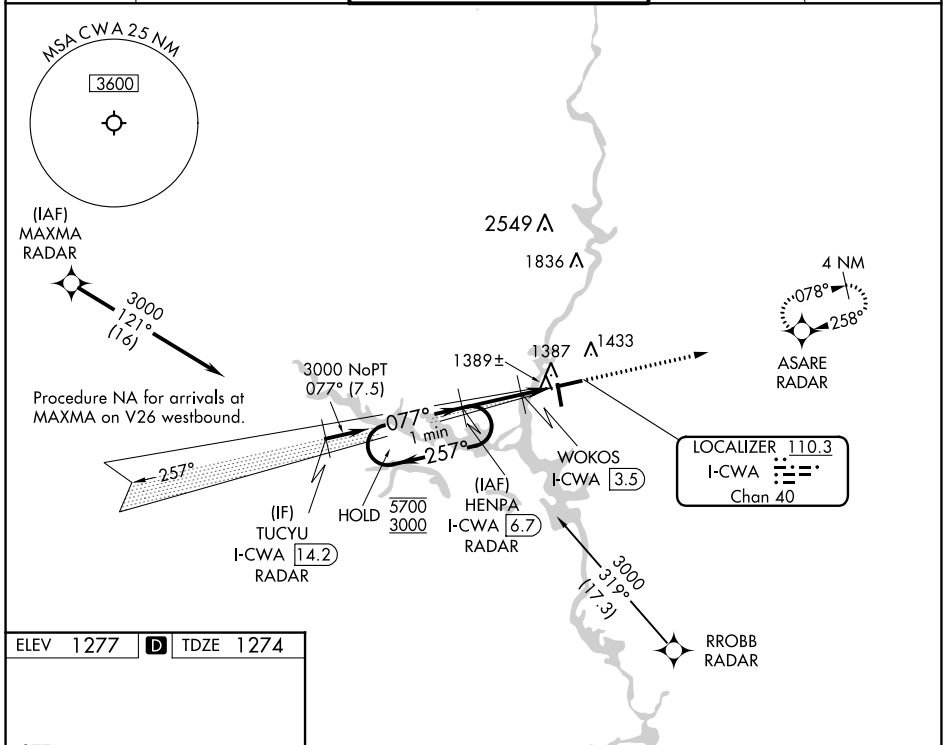 MSA CWA 25 NM
3600
(IAF)
MAXMA
RADAR
3000
121°
(16)
Procedure NA for arrivals at
MAXMA on V26 westbound.
2549
1836
4 NM
078°
258°
ASARE
RADAR
1389±
1387
1433
3000 NoPT
077° (7.5)
077°
1 min
257°
257°
LOCALIZER 110.3
I-CWA
Chan 40
WOKOS
I-CWA 3.5
(IAF)
HENPA
I-CWA 6.7
RADAR
HOLD
5700
3000
(IF)
TUCYU
I-CWA 14.2
RADAR
3000
319°
(17.3)
RROBB
RADAR
ELEV 1277 D TDZE 1274